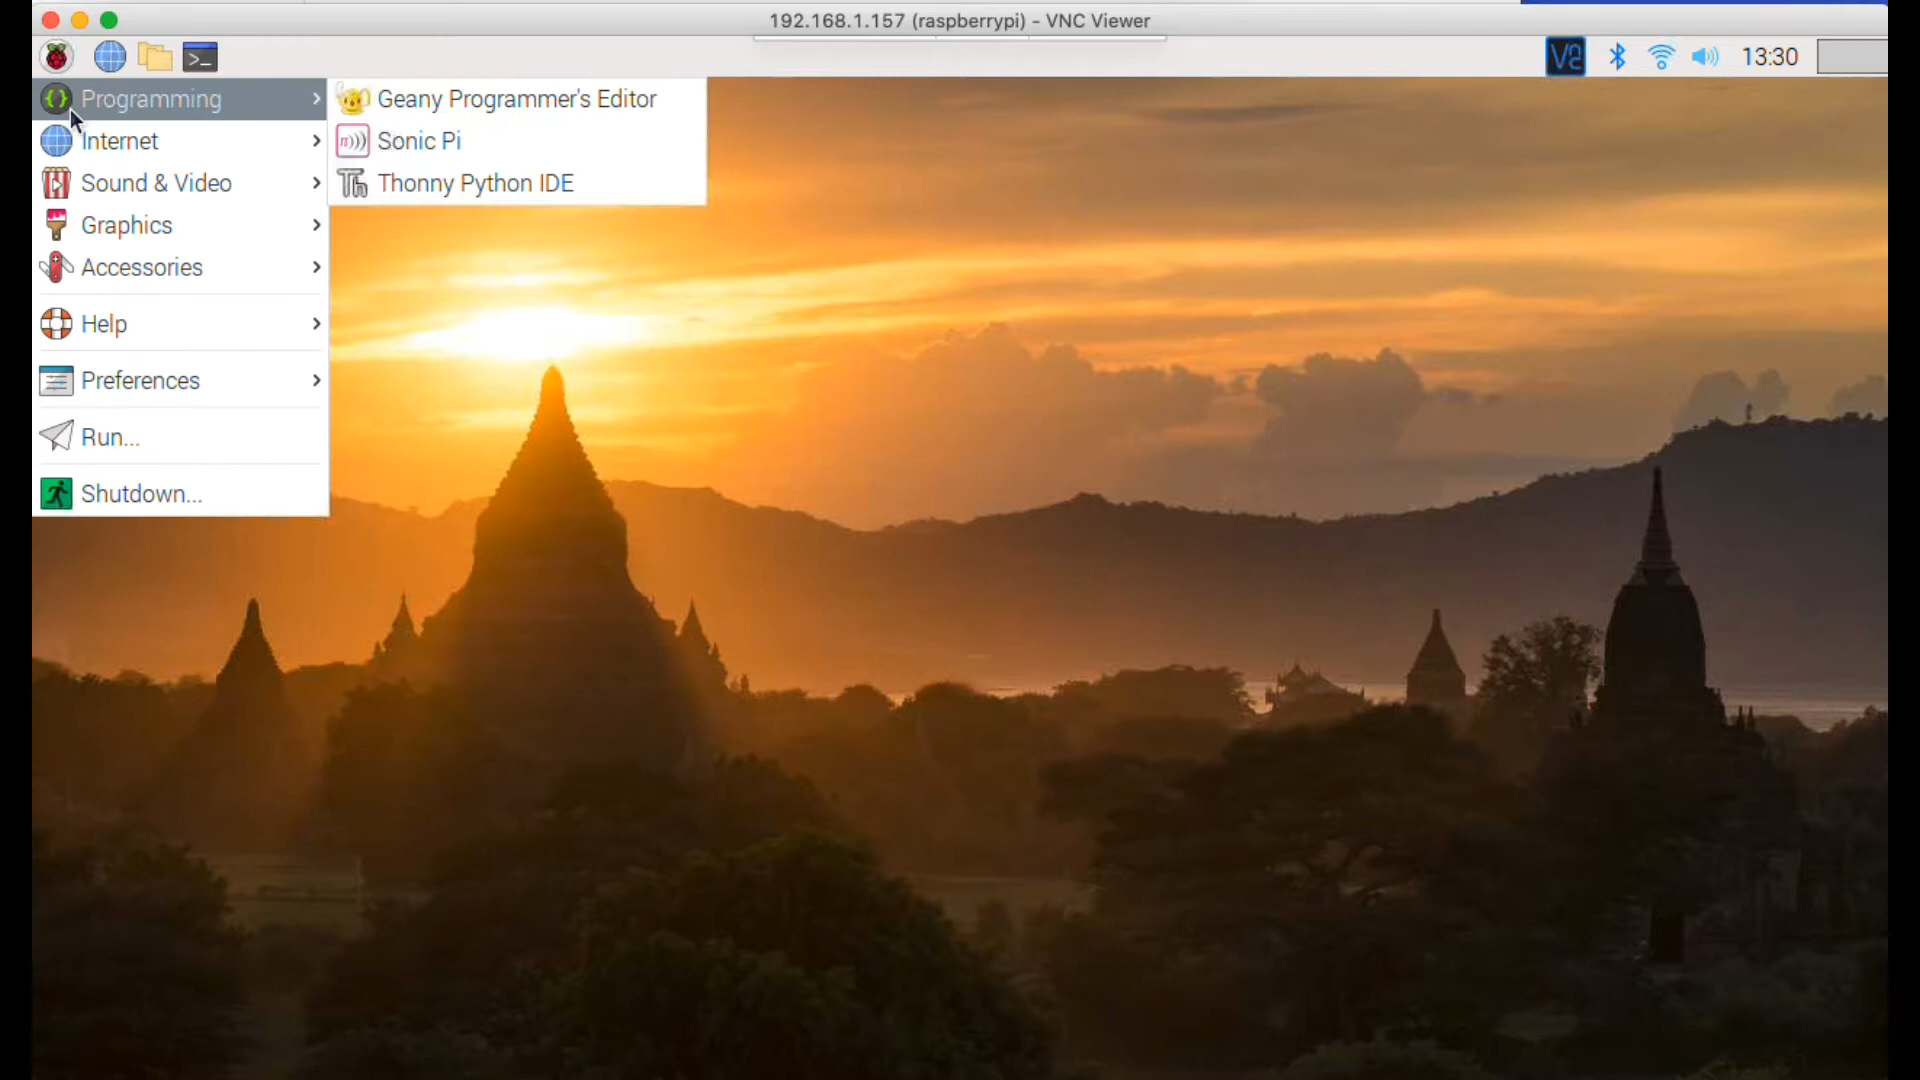 192.168.1.157 (raspberrypi) - VNC Viewer
13:30
Programming
Internet
Sound & Video
Graphics
Accessories
Help
Preferences
Run...
Shutdown...
Geany Programmer's Editor
Sonic Pi
Thonny Python IDE